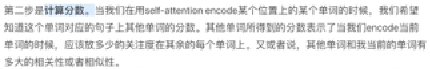 第二步是计算分数。当我们在用self-attention encode某个位置上的某个单词的时候，我们希望
知道这个单词对应的句子上其他单词的分数。其他单词所得到的分数表示了当我们encode当前
单词的时候，应该放多少的关注度在其余的每个单词上。又或者说，其他单词和我当前的单词有
多大的相关性或者相似性。